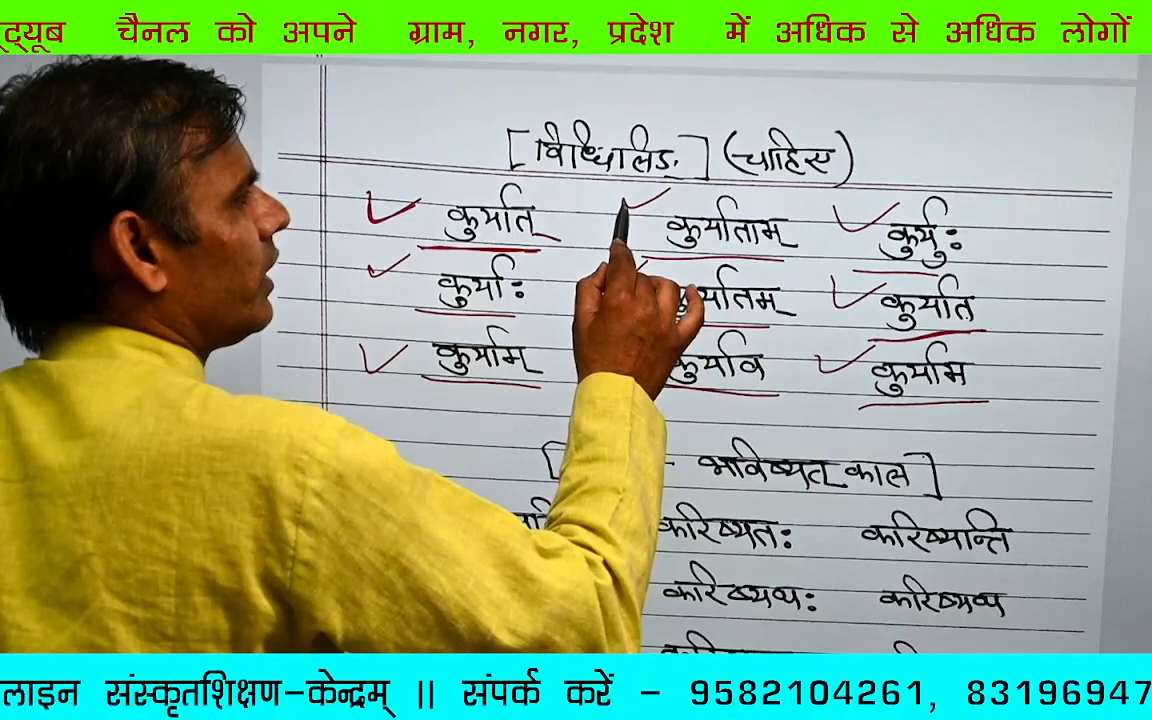 ट्यूब चैनल को अपने ग्राम, नगर, प्रदेश में अधिक से अधिक लोगों
[विधिलिङ्] (चाहिए)
कुर्यात् कुर्याताम् कुर्युः
कुर्याः कुर्यातम् कुर्यात
कुर्याम् कुर्याव कुर्याम
[ - भविष्यत् काल]
करिष्यतः करिष्यन्ति
करिष्यथः करिष्यथ
लाइन संस्कृतशिक्षण-केन्द्रम् || संपर्क करें - 9582104261, 83196947